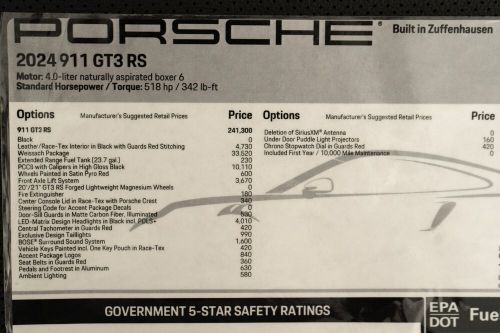 PORSCHE®
Built in Zuffenhausen
2024 911 GT3 RS
Motor: 4.0-liter naturally aspirated boxer 6
Standard Horsepower / Torque: 518 hp / 342 lb-ft
Options Manufacturer's Suggested Retail Prices Price
911 GT3 RS 241,300
Black 0
Leather/Race-Tex Interior in Black with Guards Red Stitching 4,730
Weissach Package 33,520
Extended Range Fuel Tank (23.7 gal.) 230
PCCB with Calipers in High Gloss Black 10,110
Wheels Painted in Satin Pyro Red 600
Front Axle Lift System 3,670
20"/21" GT3 RS Forged Lightweight Magnesium Wheels 0
Fire Extinguisher 180
Center Console Lid in Race-Tex with Porsche Crest 340
Steering Code for Accent Package Decals 0
Door-Sill Guards in Matte Carbon Fiber, Illuminated 530
LED-Matrix Design Headlights in Black incl. PDLS+ 4,010
Central Tachometer in Guards Red 420
Exclusive Design Taillights 990
BOSE® Surround Sound System 1,600
Vehicle Keys Painted incl. One Key Pouch in Race-Tex 420
Accent Package Logos 840
Seat Belts in Guards Red 360
Pedals and Footrest in Aluminum 630
Ambient Lighting 580
Options Manufacturer's Suggested Retail Prices Price
Deletion of SiriusXM® Antenna 0
Under Door Puddle Light Projectors 160
Chrono Stopwatch Dial in Guards Red 420
Included First Year / 10,000 Mile Maintenance 0
GOVERNMENT 5-STAR SAFETY RATINGS
EPA
DOT
Fue